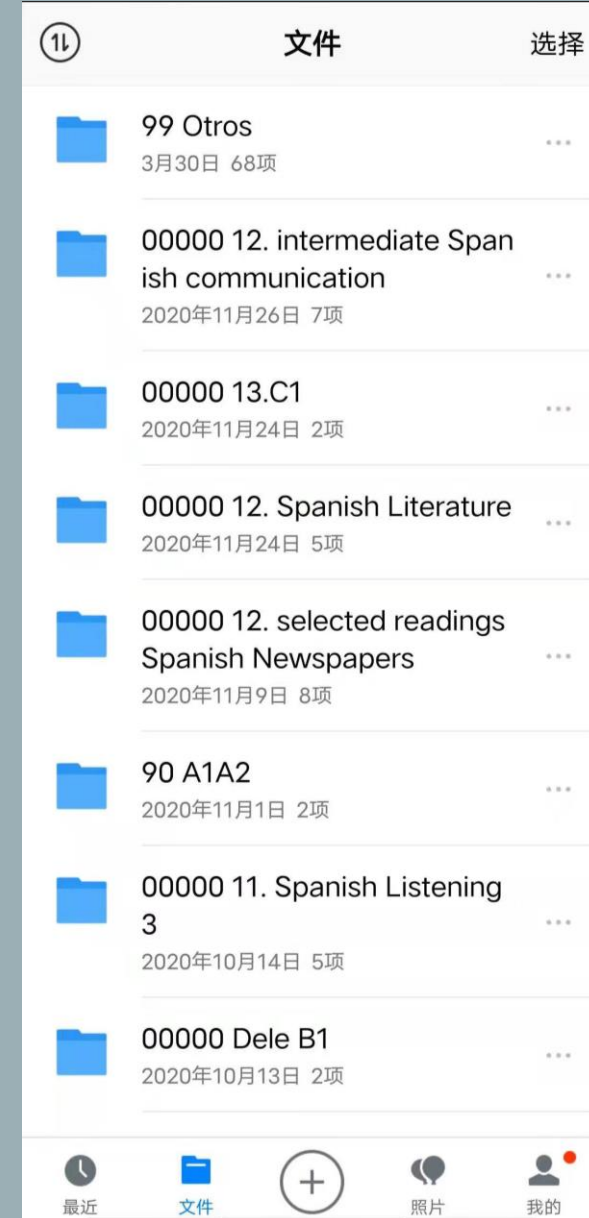 文件
选择
99 Otros
3月30日 68项
00000 12. intermediate Span
ish communication
2020年11月26日 7项
00000 13.C1
2020年11月24日 2项
00000 12. Spanish Literature
2020年11月24日 5项
00000 12. selected readings
Spanish Newspapers
2020年11月9日 8项
90 A1A2
2020年11月1日 2项
00000 11. Spanish Listening
3
2020年10月14日 5项
00000 Dele B1
2020年10月13日 2项
最近
文件
照片
我的